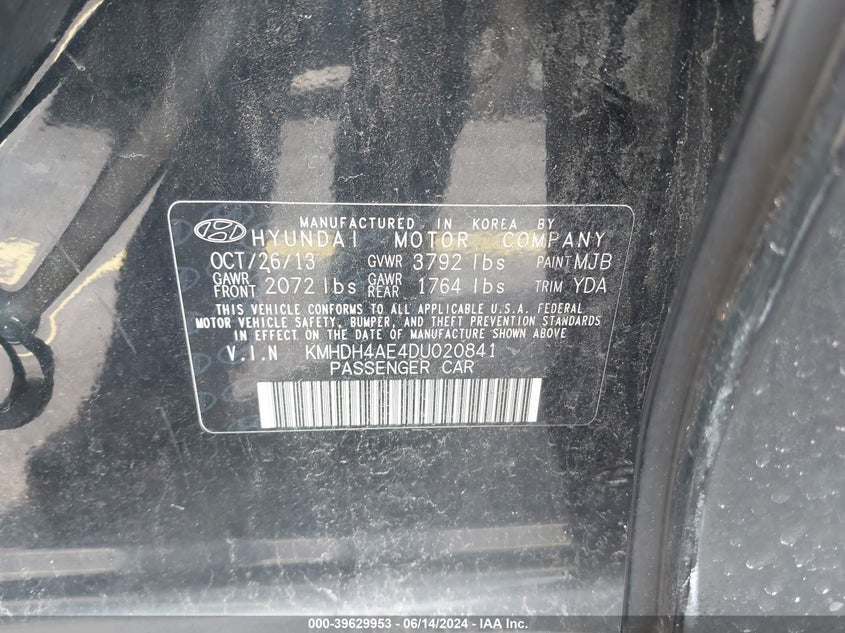 MANUFACTURED IN KOREA BY
HYUNDAI MOTOR COMPANY
OCT/26/13 GVWR 3792 lbs PAINT MJB
GAWR FRONT 2072 lbs GAWR REAR 1764 lbs TRIM YDA
THIS VEHICLE CONFORMS TO ALL APPLICABLE U.S.A. FEDERAL
MOTOR VEHICLE SAFETY, BUMPER, AND THEFT PREVENTION STANDARDS
IN EFFECT ON THE DATE OF MANUFACTURE SHOWN ABOVE
V.I.N KMHDH4AE4DU020841
PASSENGER CAR
000-39629953 - 06/14/2024 - IAA Inc.